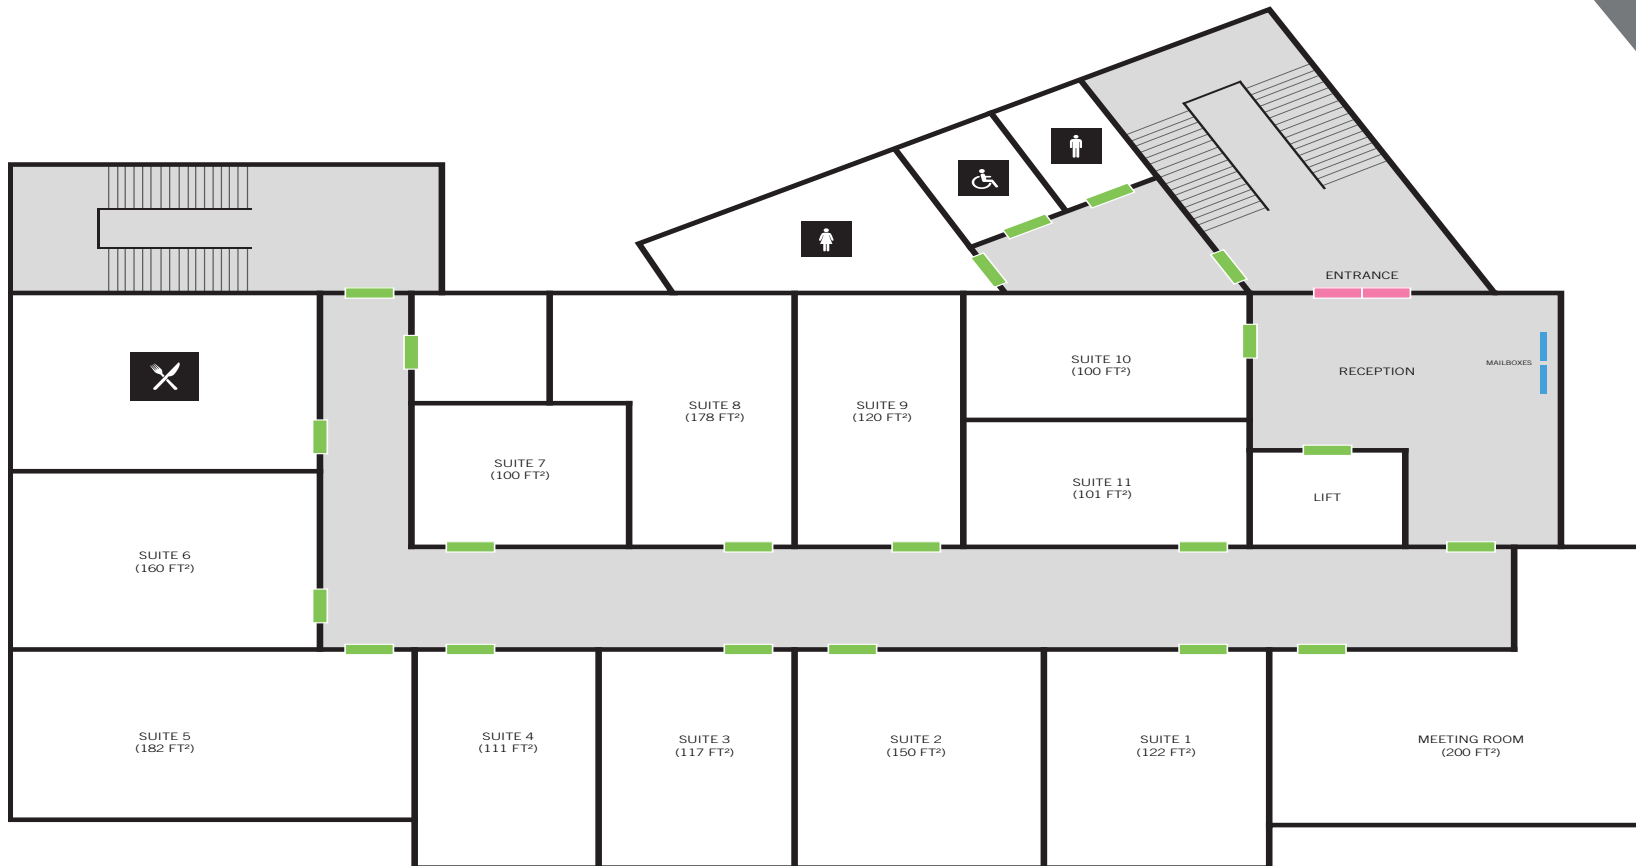 ENTRANCE
RECEPTION
MAILBOXES
SUITE 10
(100 FT²)
SUITE 8
(178 FT²)
SUITE 9
(120 FT²)
SUITE 7
(100 FT²)
SUITE 11
(101 FT²)
LIFT
SUITE 6
(160 FT²)
SUITE 5
(182 FT²)
SUITE 4
(111 FT²)
SUITE 3
(117 FT²)
SUITE 2
(150 FT²)
SUITE 1
(122 FT²)
MEETING ROOM
(200 FT²)